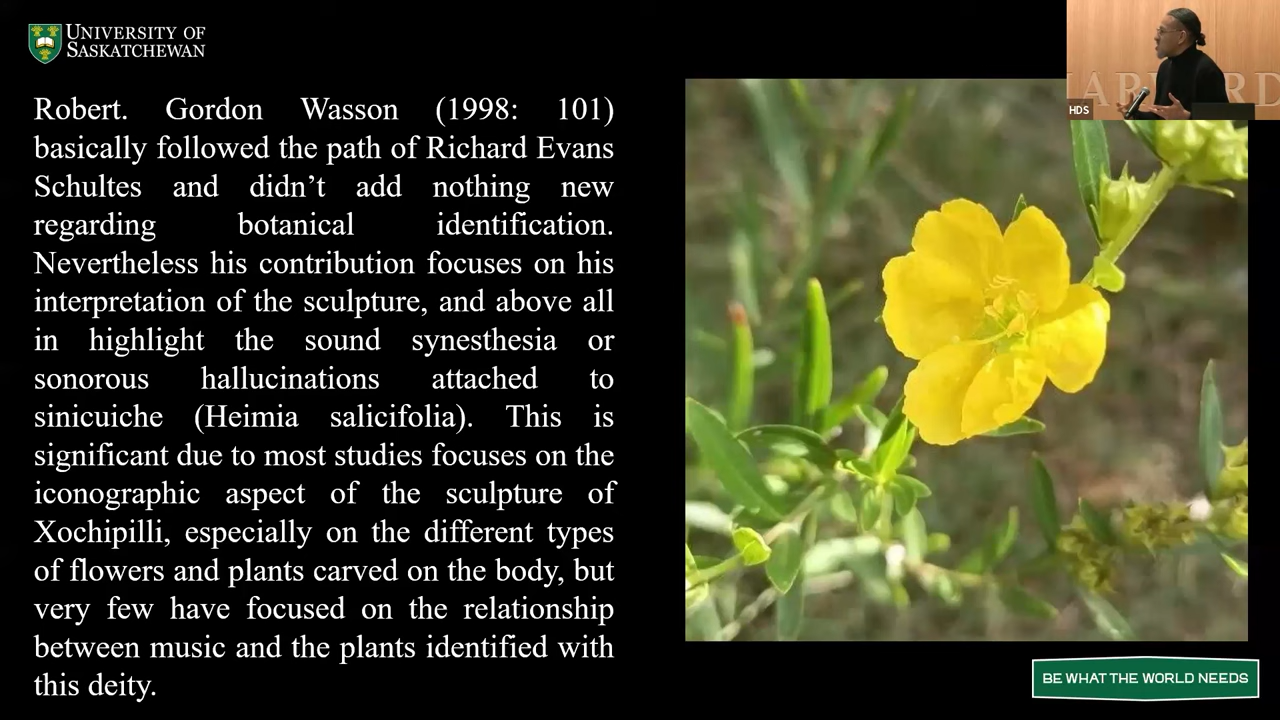 UNIVERSITY OF
SASKATCHEWAN
Robert. Gordon Wasson (1998: 101)
basically followed the path of Richard Evans
Schultes and didn’t add nothing new
regarding botanical identification.
Nevertheless his contribution focuses on his
interpretation of the sculpture, and above all
in highlight the sound synesthesia or
sonorous hallucinations attached to
sinicuiche (Heimia salicifolia). This is
significant due to most studies focuses on the
iconographic aspect of the sculpture of
Xochipilli, especially on the different types
of flowers and plants carved on the body, but
very few have focused on the relationship
between music and the plants identified with
this deity.
HDS
BE WHAT THE WORLD NEEDS